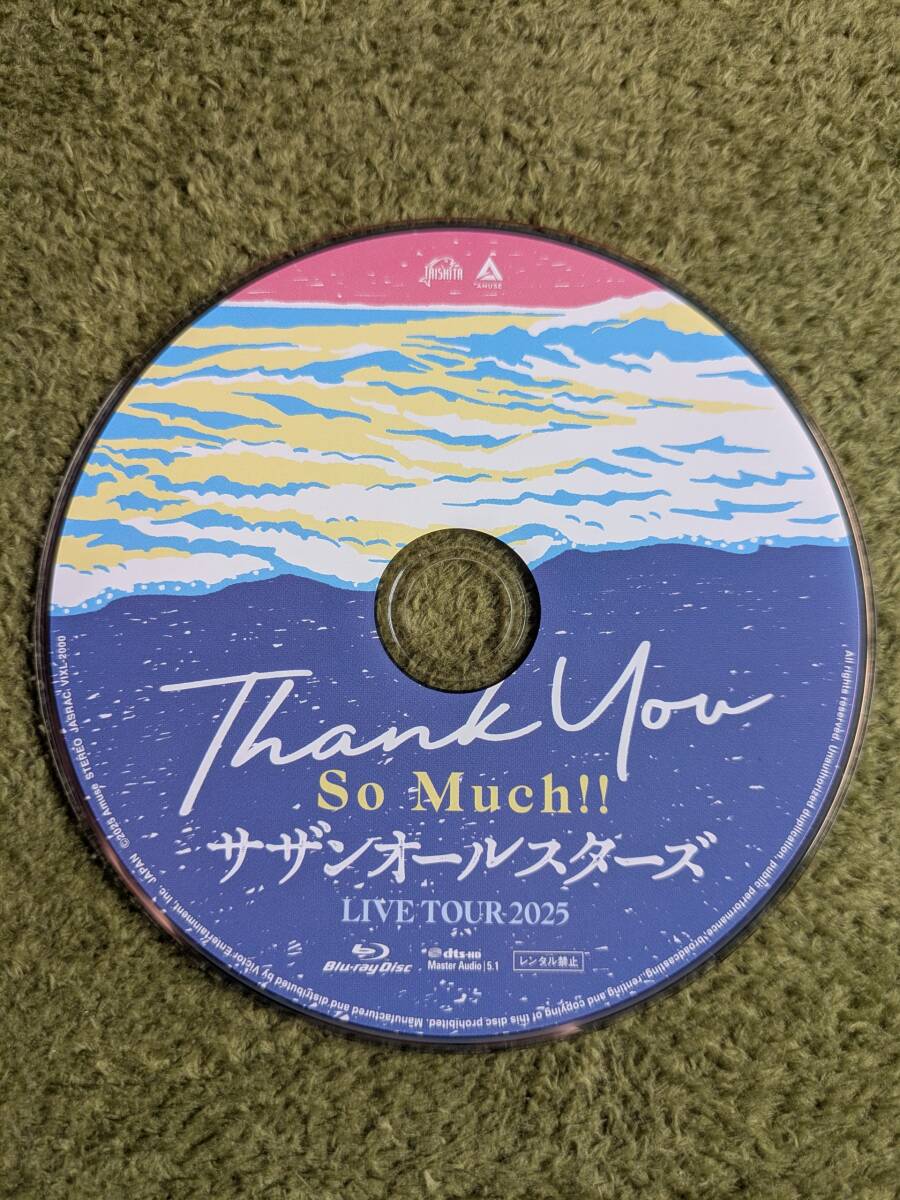 TAISHITA
AMUSE
Thank You
So Much!!
サザンオールスターズ
LIVE TOUR 2025
Blu-ray Disc
dts-HD
Master Audio | 5.1
レンタル禁止
All rights reserved. Unauthorized duplication, public performance, broadcasting, renting and copying of this disc prohibited. Manufactured and distributed by Victor Entertainment, Inc. JAPAN ©2025 Amuse STEREO JASRAC VIXL-2000